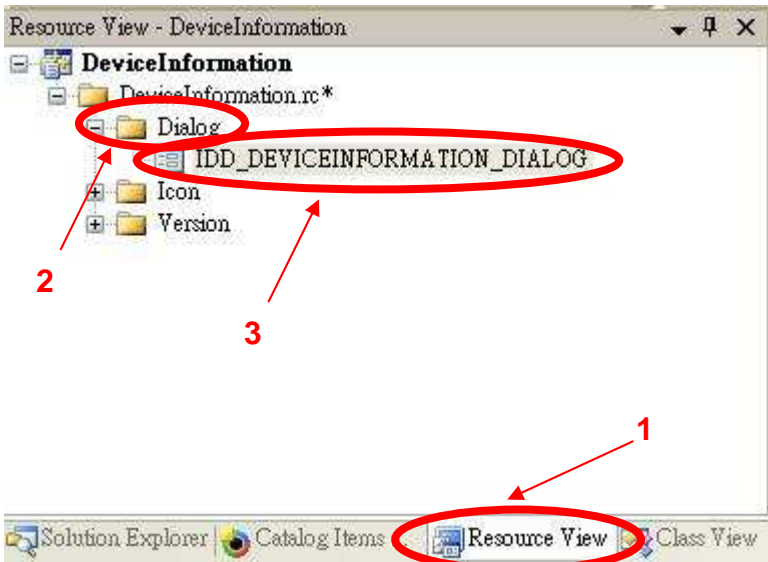 Resource View - DeviceInformation
DeviceInformation
DeviceInformation.rc*
Dialog
IDD_DEVICEINFORMATION_DIALOG
Icon
Version
2
3
1
Solution Explorer Catalog Items ... Resource View Class View